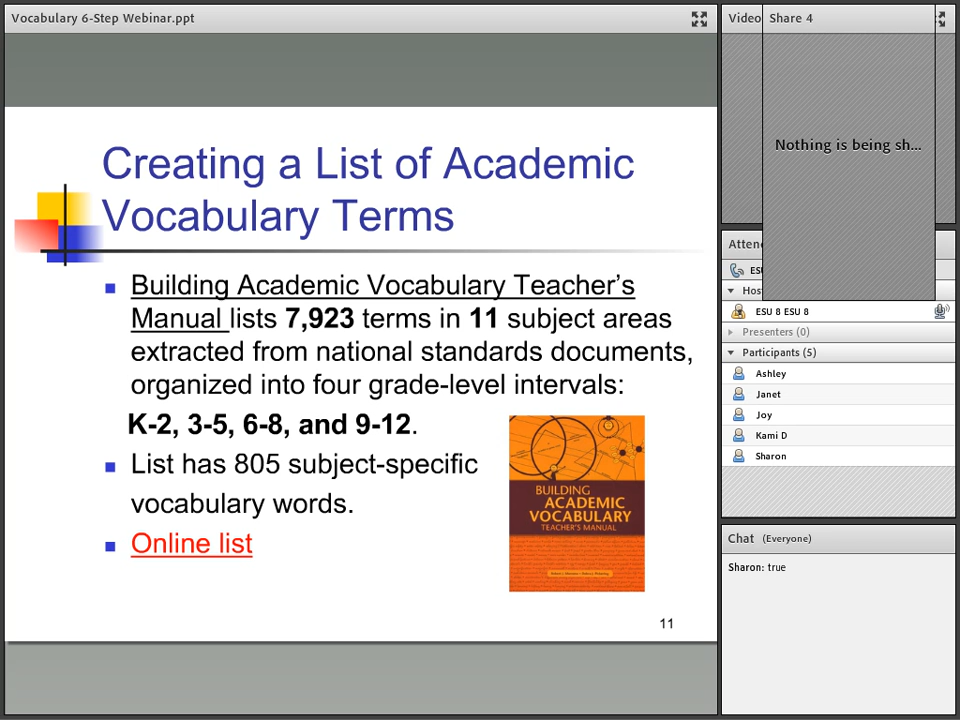 Vocabulary 6-Step Webinar.ppt
Creating a List of Academic
Vocabulary Terms
Building Academic Vocabulary Teacher's
Manual lists 7,923 terms in 11 subject areas
extracted from national standards documents,
organized into four grade-level intervals:
K-2, 3-5, 6-8, and 9-12.
List has 805 subject-specific
vocabulary words.
Online list
BUILDING
ACADEMIC
VOCABULARY
TEACHER'S MANUAL
11
Video
Share 4
Nothing is being sh...
Atten
ESU
Hos
ESU 8 ESU 8
Presenters (0)
Participants (5)
Ashley
Janet
Joy
Kami D
Sharon
Chat (Everyone)
Sharon: true